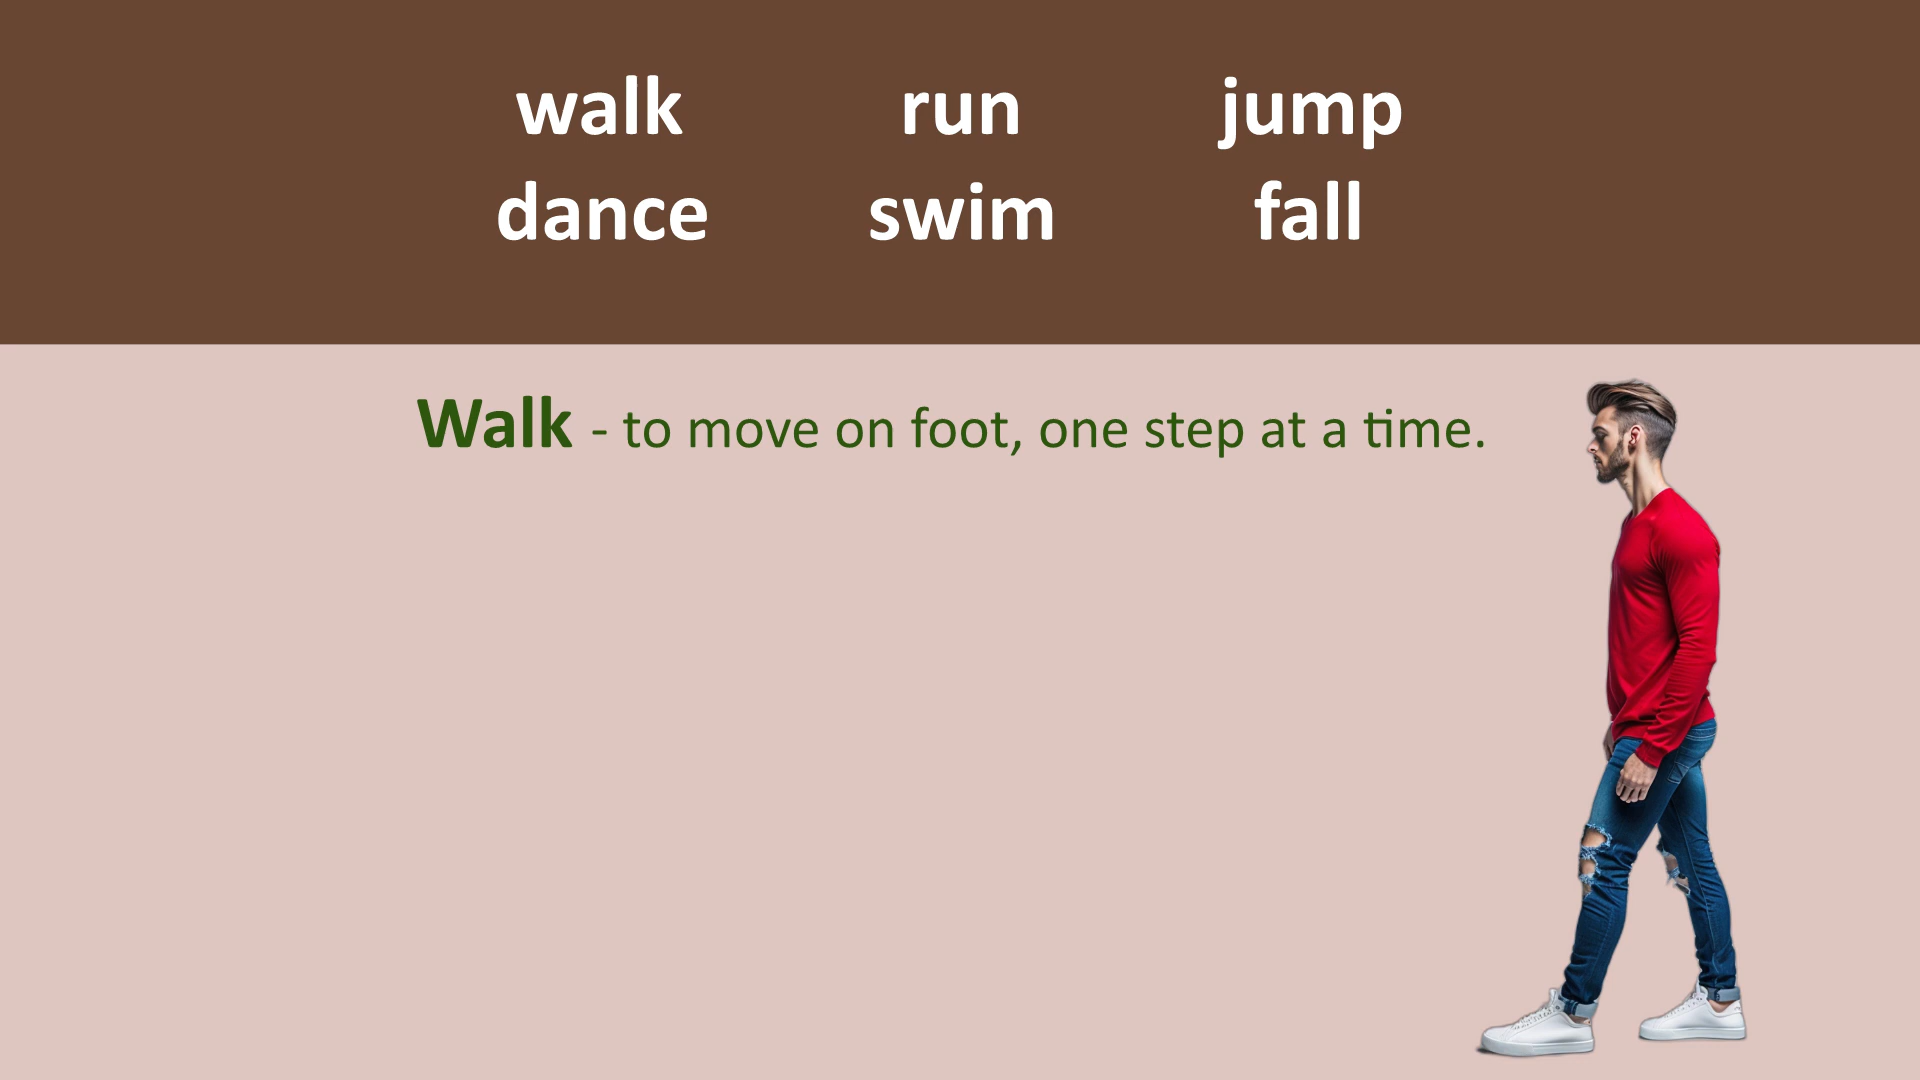 walk run jump
dance swim fall
Walk - to move on foot, one step at a time.